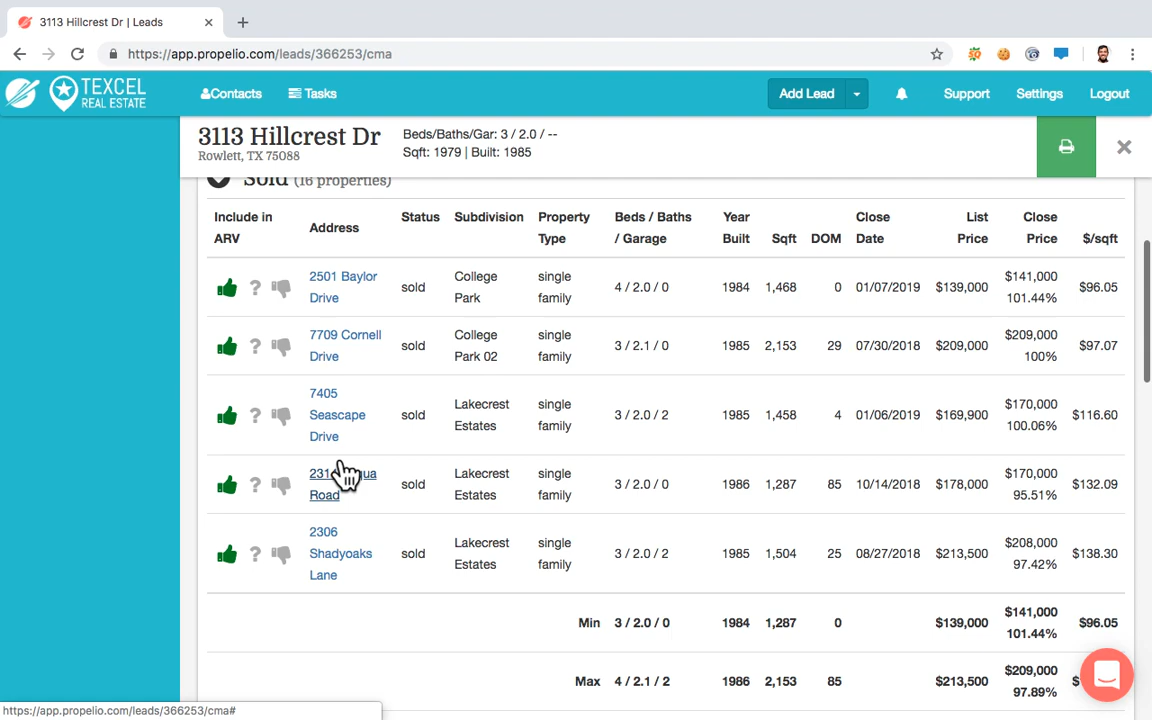 3113 Hillcrest Dr | Leads
https://app.propelio.com/leads/366253/cma
TEXCEL
REAL ESTATE
Contacts
Tasks
Add Lead
Support
Settings
Logout
3113 Hillcrest Dr
Rowlett, TX 75088
Beds/Baths/Gar: 3 / 2.0 / --
Sqft: 1979 | Built: 1985
Sold (16 properties)
Include in ARV Address Status Subdivision Property Type Beds / Baths / Garage Year Built Sqft DOM Close Date List Price Close Price $/sqft
2501 Baylor Drive sold College Park single family 4 / 2.0 / 0 1984 1,468 0 01/07/2019 $139,000 $141,000 101.44% $96.05
7709 Cornell Drive sold College Park 02 single family 3 / 2.1 / 0 1985 2,153 29 07/30/2018 $209,000 $209,000 100% $97.07
7405 Seascape Drive sold Lakecrest Estates single family 3 / 2.0 / 2 1985 1,458 4 01/06/2019 $169,900 $170,000 100.06% $116.60
Road sold Lakecrest Estates single family 3 / 2.0 / 0 1986 1,287 85 10/14/2018 $178,000 $170,000 95.51% $132.09
2306 Shadyoaks Lane sold Lakecrest Estates single family 3 / 2.0 / 2 1985 1,504 25 08/27/2018 $213,500 $208,000 97.42% $138.30
Min 3 / 2.0 / 0 1984 1,287 0 $139,000 $141,000 101.44% $96.05
Max 4 / 2.1 / 2 1986 2,153 85 $213,500 $209,000 97.89%
https://app.propelio.com/leads/366253/cma#